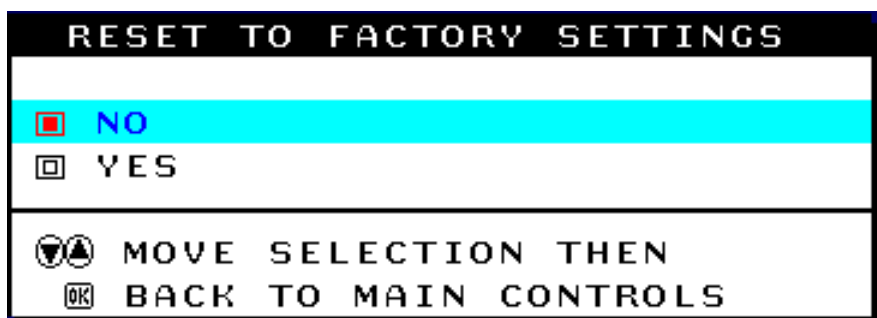 RESET TO FACTORY SETTINGS
NO
YES
MOVE SELECTION THEN
OK BACK TO MAIN CONTROLS